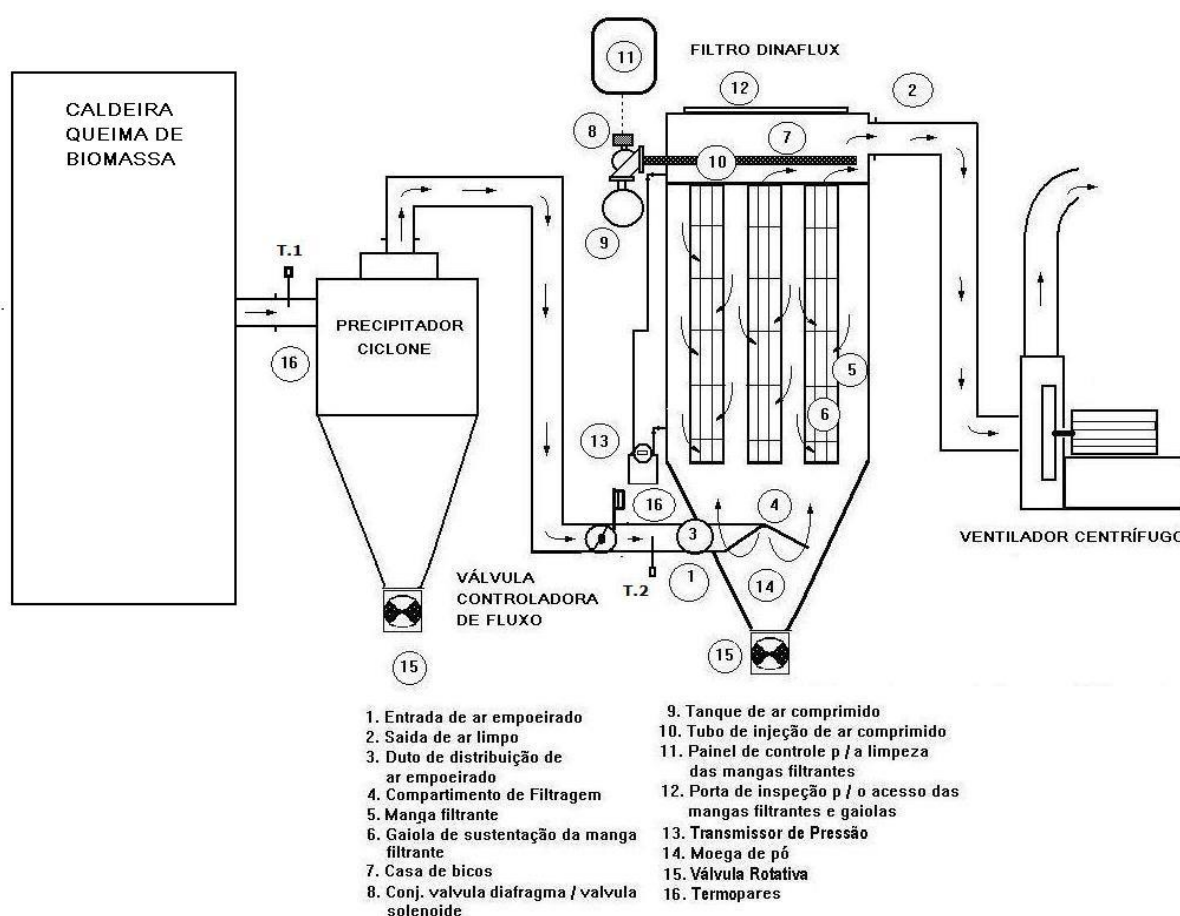 11
FILTRO DINAFLUX
12
2
CALDEIRA
QUEIMA DE
BIOMASSA
8
7
10
9
T.1
PRECIPITADOR
CICLONE
16
5
6
13
16
4
3
VENTILADOR CENTRÍFUGO
VÁLVULA
CONTROLADORA
DE FLUXO
T.2
1
14
15
15
1. Entrada de ar empoeirado
2. Saida de ar limpo
3. Duto de distribuição de
ar empoeirado
4. Compartimento de Filtragem
5. Manga filtrante
6. Gaiola de sustentação da manga
filtrante
7. Casa de bicos
8. Conj. valvula diafragma / valvula
solenoide
9. Tanque de ar comprimido
10. Tubo de injeção de ar comprimido
11. Painel de controle p / a limpeza
das mangas filtrantes
12. Porta de inspeção p / o acesso das
mangas filtrantes e gaiolas
13. Transmissor de Pressão
14. Moega de pó
15. Válvula Rotativa
16. Termopares